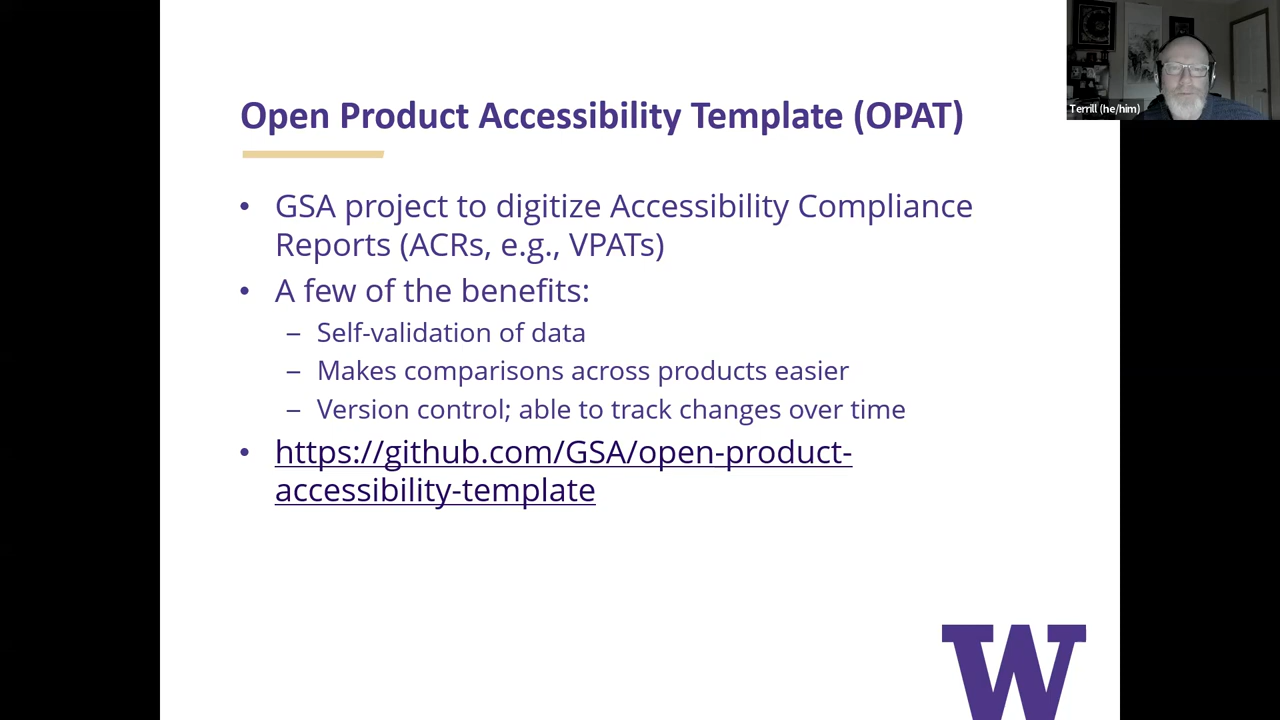 Open Product Accessibility Template (OPAT)
Terrill (he/him)
• GSA project to digitize Accessibility Compliance
Reports (ACRs, e.g., VPATs)
• A few of the benefits:
– Self-validation of data
– Makes comparisons across products easier
– Version control; able to track changes over time
• https://github.com/GSA/open-product-
accessibility-template
W